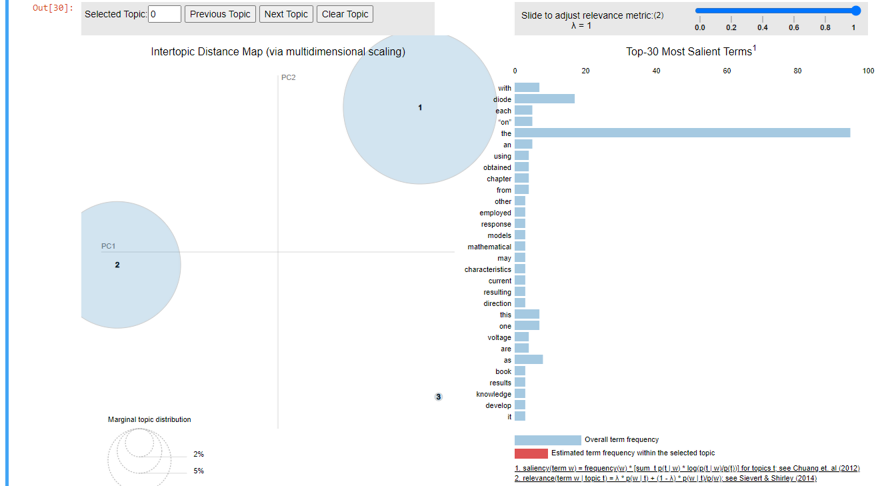 Out[30]:
Selected Topic: 0 Previous Topic Next Topic Clear Topic
Slide to adjust relevance metric:(2)
λ = 1
0.0 0.2 0.4 0.6 0.8 1
Intertopic Distance Map (via multidimensional scaling)
PC2
PC1
1
2
3
Marginal topic distribution
2%
5%
Top-30 Most Salient Terms1
0 20 40 60 80 100
with
diode
each
"on"
the
an
using
obtained
chapter
from
other
employed
response
models
mathematical
may
characteristics
current
resulting
direction
this
one
voltage
are
as
book
results
knowledge
develop
it
Overall term frequency
Estimated term frequency within the selected topic
1. saliency(term w) = frequency(w) * [sum_t p(t | w) * log(p(t | w)/p(t))] for topics t; see Chuang et. al (2012)
2. relevance(term w | topic t) = λ * p(w | t) + (1 - λ) * p(w | t)/p(w); see Sievert & Shirley (2014)